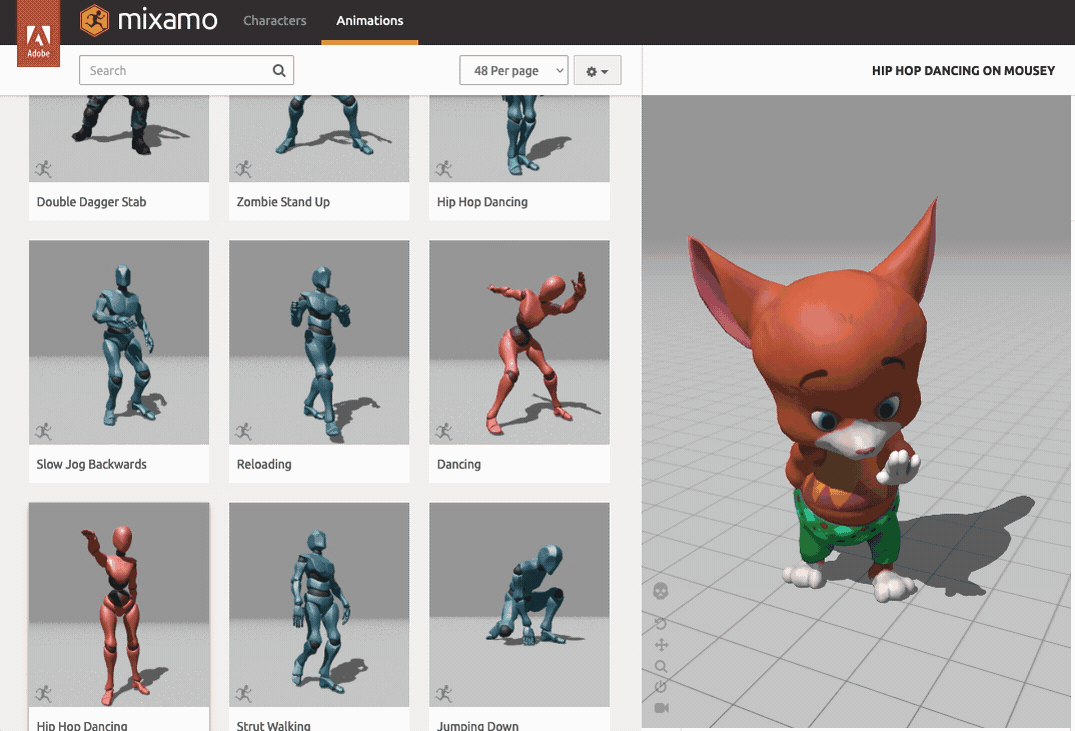 Adobe
mixamo
Characters
Animations
Search
48 Per page
HIP HOP DANCING ON MOUSEY
Double Dagger Stab
Zombie Stand Up
Hip Hop Dancing
Slow Jog Backwards
Reloading
Dancing
Hip Hop Dancing
Strut Walking
Jumping Down